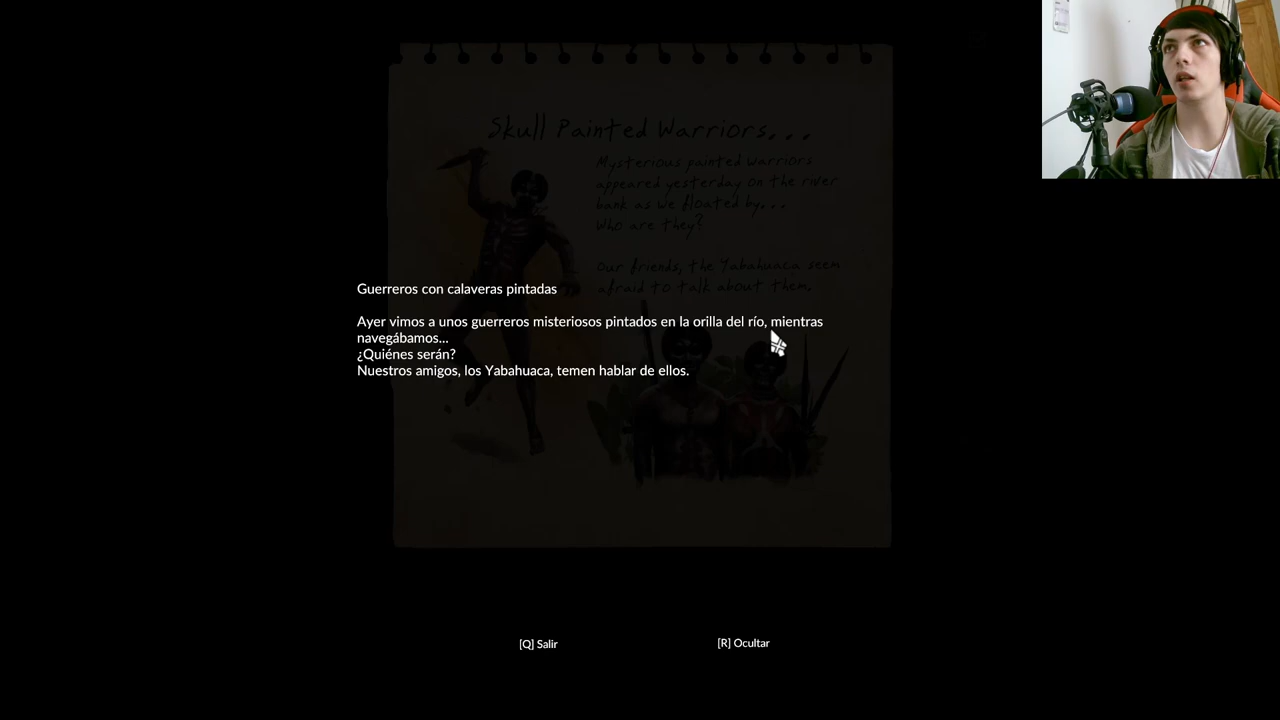 Skull Painted Warriors...
Mysterious painted warriors
appeared yesterday on the river
bank as we floated by...
Who are they?
Our friends, the Yabahuaca seem
afraid to talk about them.
Guerreros con calaveras pintadas
Ayer vimos a unos guerreros misteriosos pintados en la orilla del río, mientras
navegábamos...
¿Quiénes serán?
Nuestros amigos, los Yabahuaca, temen hablar de ellos.
[Q] Salir
[R] Ocultar